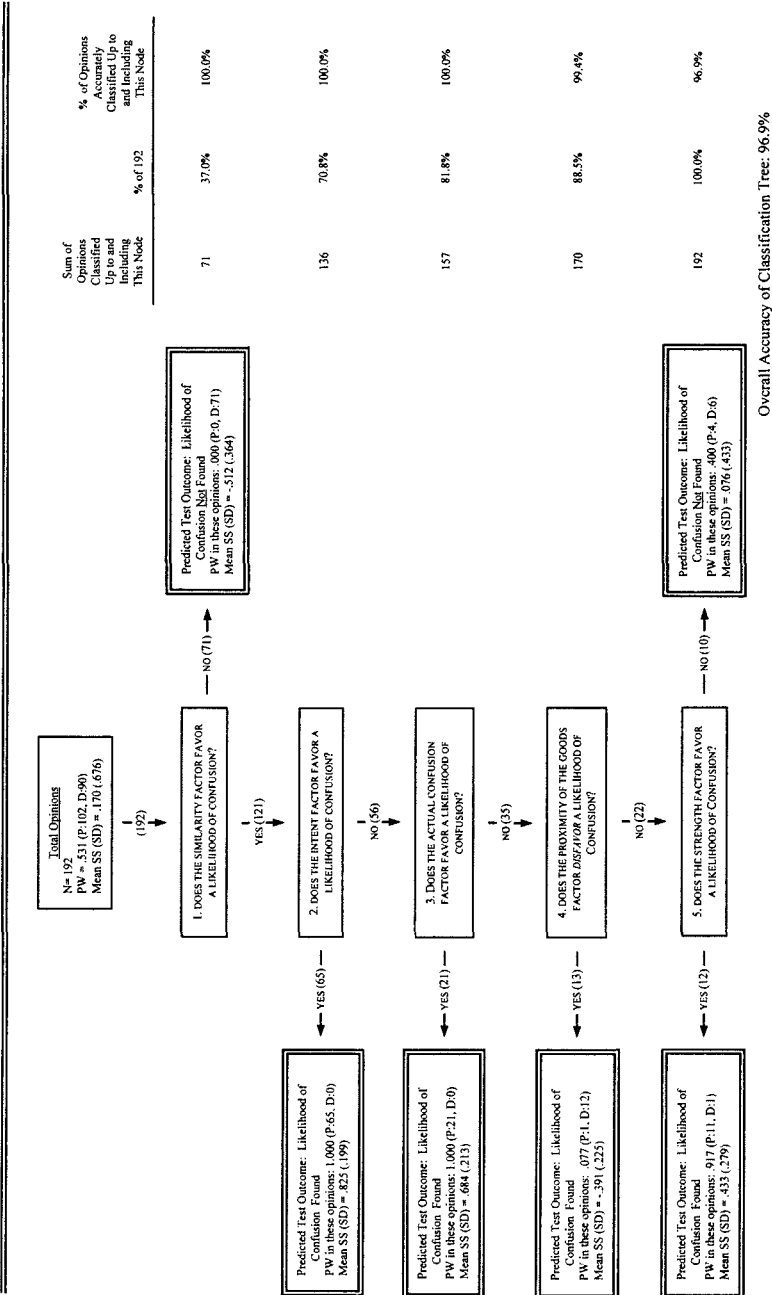 Sum of
Opinions
Classified
Up to and
Including
This Node
% of 192
% of Opinions
Accurately
Classified Up to
and Including
This Node
Total Opinions
N= 192
PW = .531 (P:102, D:90)
Mean SS (SD) = .170 (.676)
(192)
1. DOES THE SIMILARITY FACTOR FAVOR
A LIKELIHOOD OF CONFUSION?
NO (71)
Predicted Test Outcome: Likelihood of
Confusion Not Found
PW in these opinions: .000 (P:0, D:71)
Mean SS (SD) = -.512 (.364)
71
37.0%
100.0%
YES (121)
Predicted Test Outcome: Likelihood of
Confusion Found
PW in these opinions: 1.000 (P:65, D:0)
Mean SS (SD) = .825 (.199)
YES (65)
2. DOES THE INTENT FACTOR FAVOR A
LIKELIHOOD OF CONFUSION?
136
70.8%
100.0%
NO (56)
Predicted Test Outcome: Likelihood of
Confusion Found
PW in these opinions: 1.000 (P:21, D:0)
Mean SS (SD) = .684 (.213)
YES (21)
3. DOES THE ACTUAL CONFUSION
FACTOR FAVOR A LIKELIHOOD OF
CONFUSION?
157
81.8%
100.0%
NO (35)
Predicted Test Outcome: Likelihood of
Confusion Found
PW in these opinions: .077 (P:1, D:12)
Mean SS (SD) = -.391 (.225)
YES (13)
4. DOES THE PROXIMITY OF THE GOODS
FACTOR DISFAVOR A LIKELIHOOD OF
CONFUSION?
170
88.5%
99.4%
NO (22)
Predicted Test Outcome: Likelihood of
Confusion Found
PW in these opinions: .917 (P:11, D:1)
Mean SS (SD) = .433 (.279)
YES (12)
5. DOES THE STRENGTH FACTOR FAVOR
A LIKELIHOOD OF CONFUSION?
NO (10)
Predicted Test Outcome: Likelihood of
Confusion Not Found
PW in these opinions: .400 (P:4, D:6)
Mean SS (SD) = .076 (.433)
192
100.0%
96.9%
Overall Accuracy of Classification Tree: 96.9%